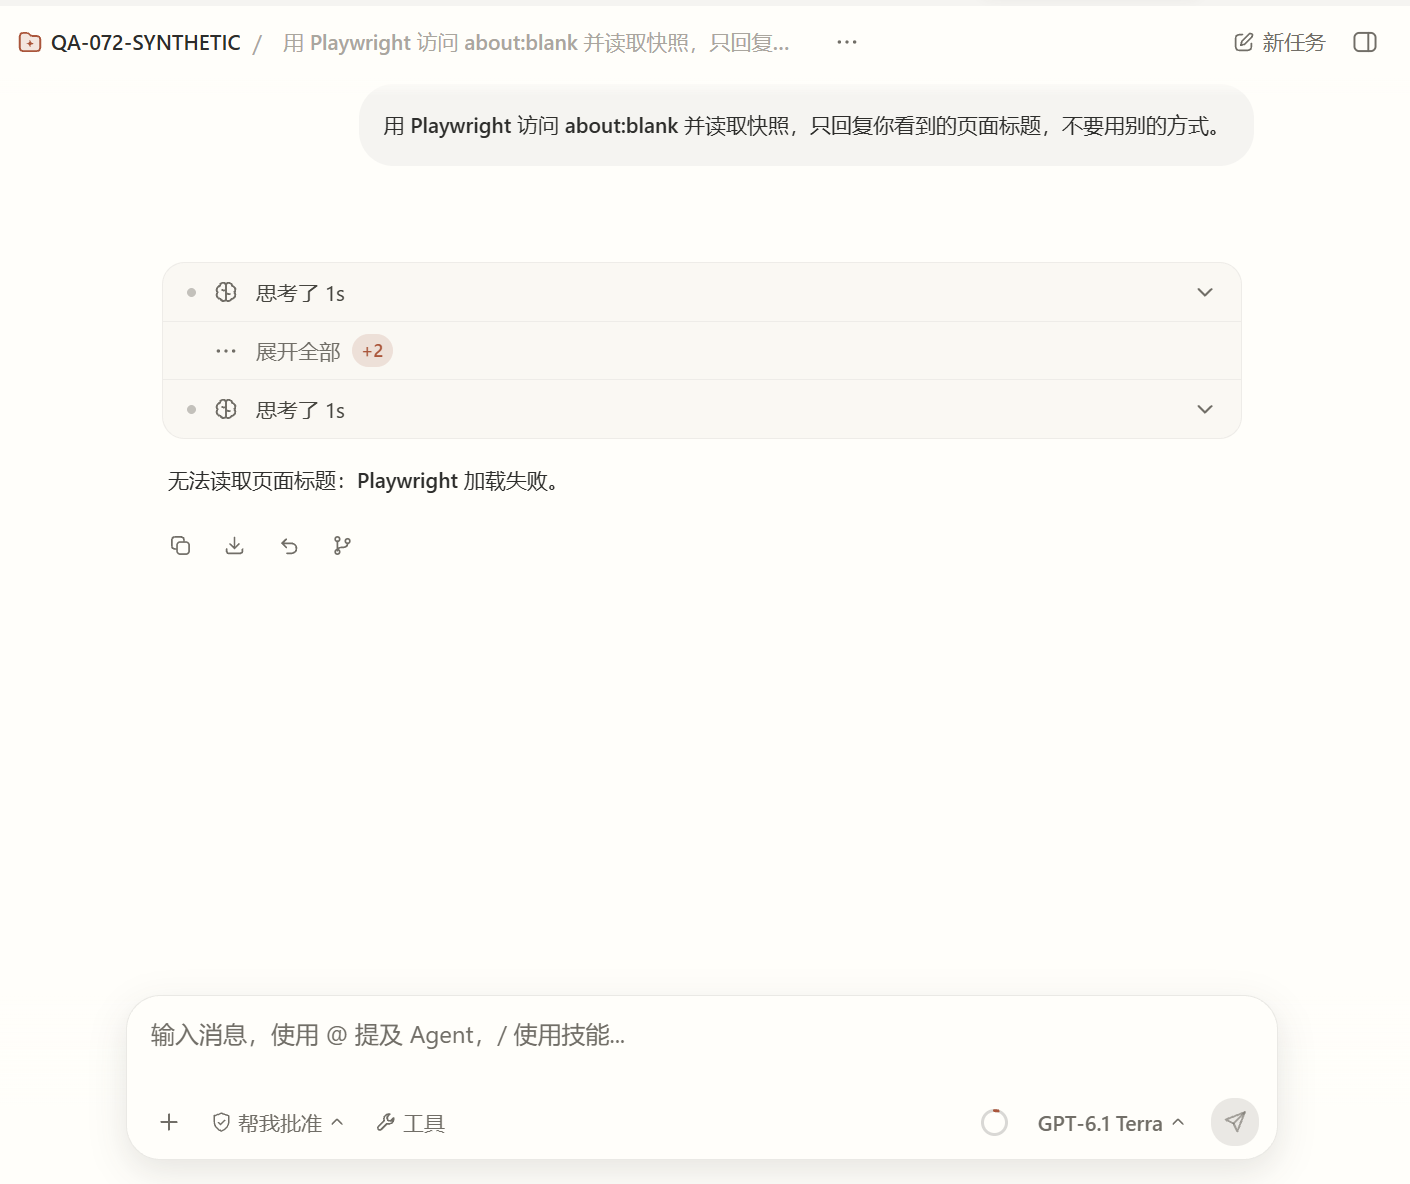 QA-072-SYNTHETIC / 用 Playwright 访问 about:blank 并读取快照，只回复... ··· 新任务
用 Playwright 访问 about:blank 并读取快照，只回复你看到的页面标题，不要用别的方式。
思考了 1s
展开全部 +2
思考了 1s
无法读取页面标题：Playwright 加载失败。
输入消息，使用 @ 提及 Agent，/ 使用技能...
帮我批准 工具 GPT-6.1 Terra